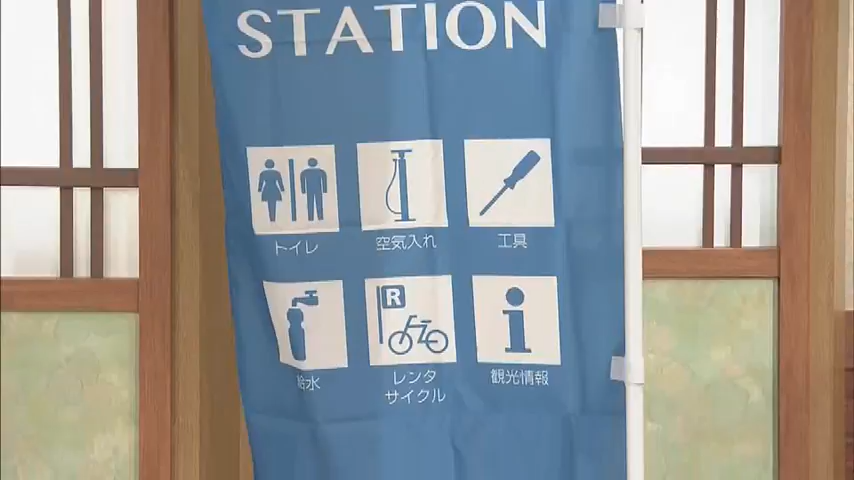 STATION
トイレ
空気入れ
工具
給水
R
レンタ
サイクル
i
観光情報